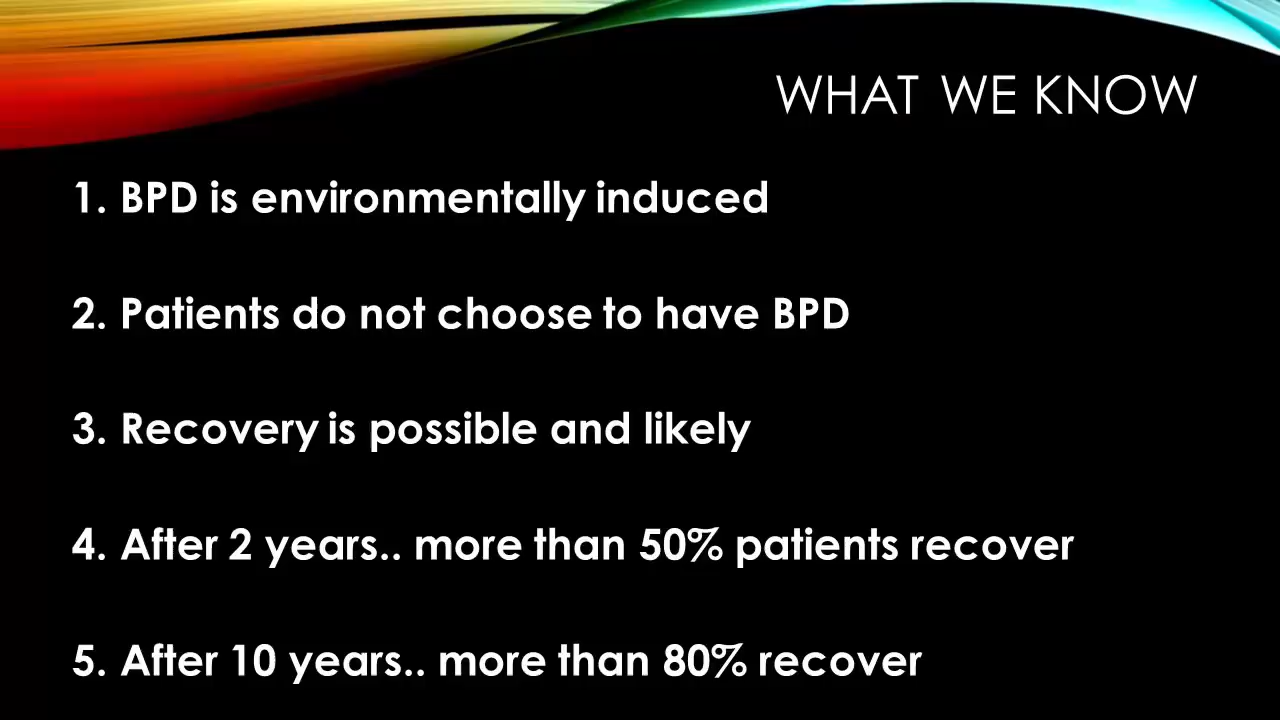 WHAT WE KNOW
1. BPD is environmentally induced
2. Patients do not choose to have BPD
3. Recovery is possible and likely
4. After 2 years.. more than 50% patients recover
5. After 10 years.. more than 80% recover